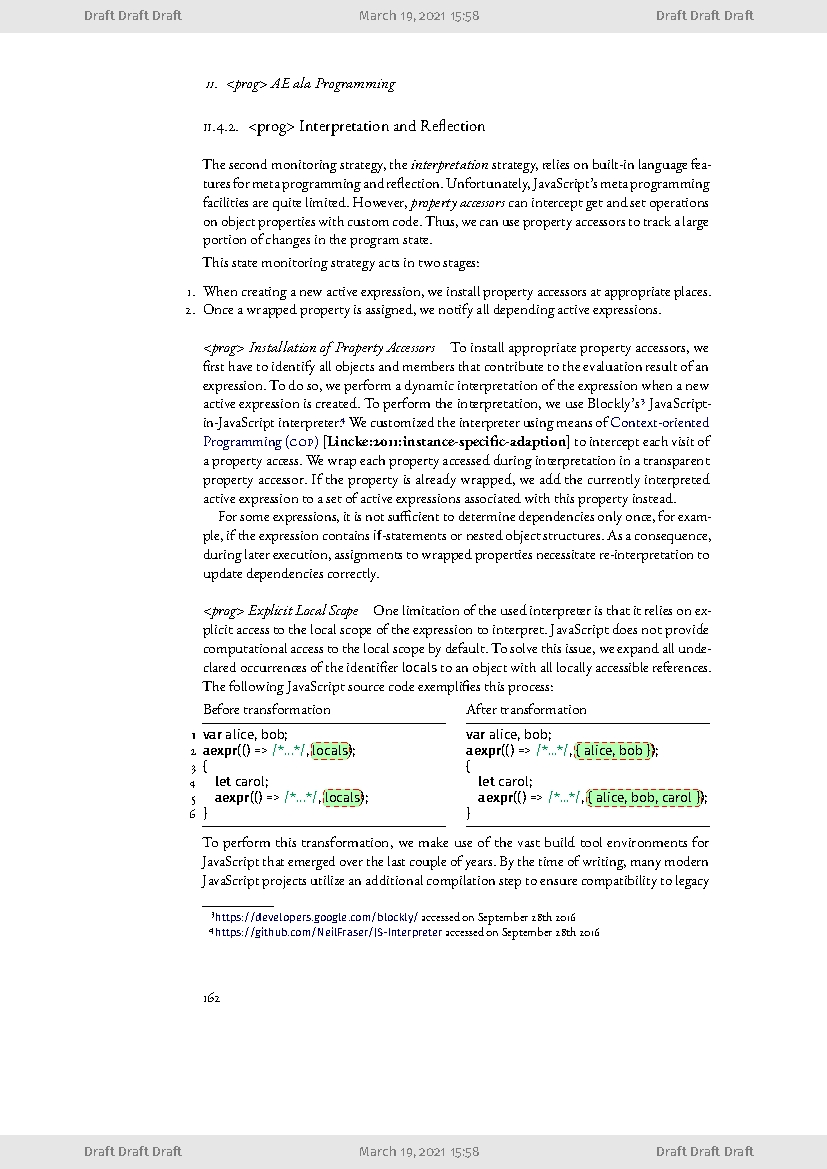 Draft Draft Draft March 19, 2021 15:58 Draft Draft Draft
11. <prog> AE ala Programming
11.4.2. <prog> Interpretation and Reflection
The second monitoring strategy, the interpretation strategy, relies on built-in language fea-
tures for meta programming and reflection. Unfortunately, JavaScript's meta programming
facilities are quite limited. However, property accessors can intercept get and set operations
on object properties with custom code. Thus, we can use property accessors to track a large
portion of changes in the program state.
This state monitoring strategy acts in two stages:
1. When creating a new active expression, we install property accessors at appropriate places.
2. Once a wrapped property is assigned, we notify all depending active expressions.
<prog> Installation of Property Accessors To install appropriate property accessors, we
first have to identify all objects and members that contribute to the evaluation result of an
expression. To do so, we perform a dynamic interpretation of the expression when a new
active expression is created. To perform the interpretation, we use Blockly's³ JavaScript-
in-JavaScript interpreter.⁴ We customized the interpreter using means of Context-oriented
Programming (COP) [Lincke:2011:instance-specific-adaption] to intercept each visit of
a property access. We wrap each property accessed during interpretation in a transparent
property accessor. If the property is already wrapped, we add the currently interpreted
active expression to a set of active expressions associated with this property instead.
For some expressions, it is not sufficient to determine dependencies only once, for exam-
ple, if the expression contains if-statements or nested object structures. As a consequence,
during later execution, assignments to wrapped properties necessitate re-interpretation to
update dependencies correctly.
<prog> Explicit Local Scope One limitation of the used interpreter is that it relies on ex-
plicit access to the local scope of the expression to interpret. JavaScript does not provide
computational access to the local scope by default. To solve this issue, we expand all unde-
clared occurrences of the identifier locals to an object with all locally accessible references.
The following JavaScript source code exemplifies this process:
Before transformation After transformation
1 var alice, bob; var alice, bob;
2 aexpr(() => /*...*/, locals); aexpr(() => /*...*/, { alice, bob });
3 { {
4 let carol; let carol;
5 aexpr(() => /*...*/, locals); aexpr(() => /*...*/, { alice, bob, carol });
6 } }
To perform this transformation, we make use of the vast build tool environments for
JavaScript that emerged over the last couple of years. By the time of writing, many modern
JavaScript projects utilize an additional compilation step to ensure compatibility to legacy
³https://developers.google.com/blockly/ accessed on September 28th 2016
⁴https://github.com/NeilFraser/JS-Interpreter accessed on September 28th 2016
162
Draft Draft Draft March 19, 2021 15:58 Draft Draft Draft